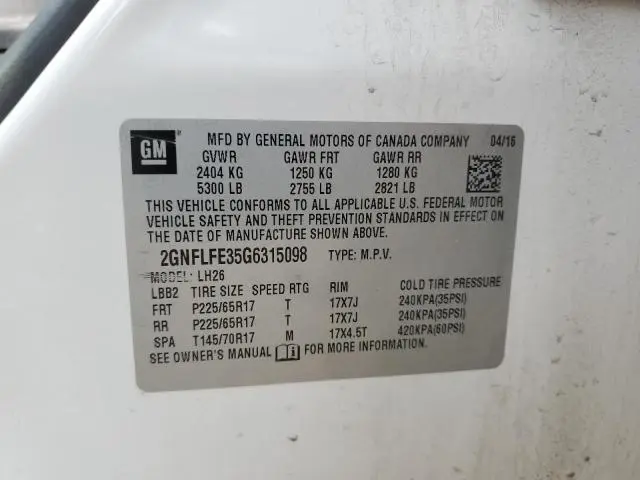 GM MFD BY GENERAL MOTORS OF CANADA COMPANY 04/16
GVWR GAWR FRT GAWR RR
2404 KG 1250 KG 1280 KG
5300 LB 2755 LB 2821 LB
THIS VEHICLE CONFORMS TO ALL APPLICABLE U.S. FEDERAL MOTOR
VEHICLE SAFETY AND THEFT PREVENTION STANDARDS IN EFFECT ON
THE DATE OF MANUFACTURE SHOWN ABOVE.
2GNFLFE35G6315098 TYPE: M.P.V.
MODEL: LH26
LBB2 TIRE SIZE SPEED RTG RIM COLD TIRE PRESSURE
FRT P225/65R17 T 17X7J 240KPA(35PSI)
RR P225/65R17 T 17X7J 240KPA(35PSI)
SPA T145/70R17 M 17X4.5T 420KPA(60PSI)
SEE OWNER'S MANUAL FOR MORE INFORMATION.